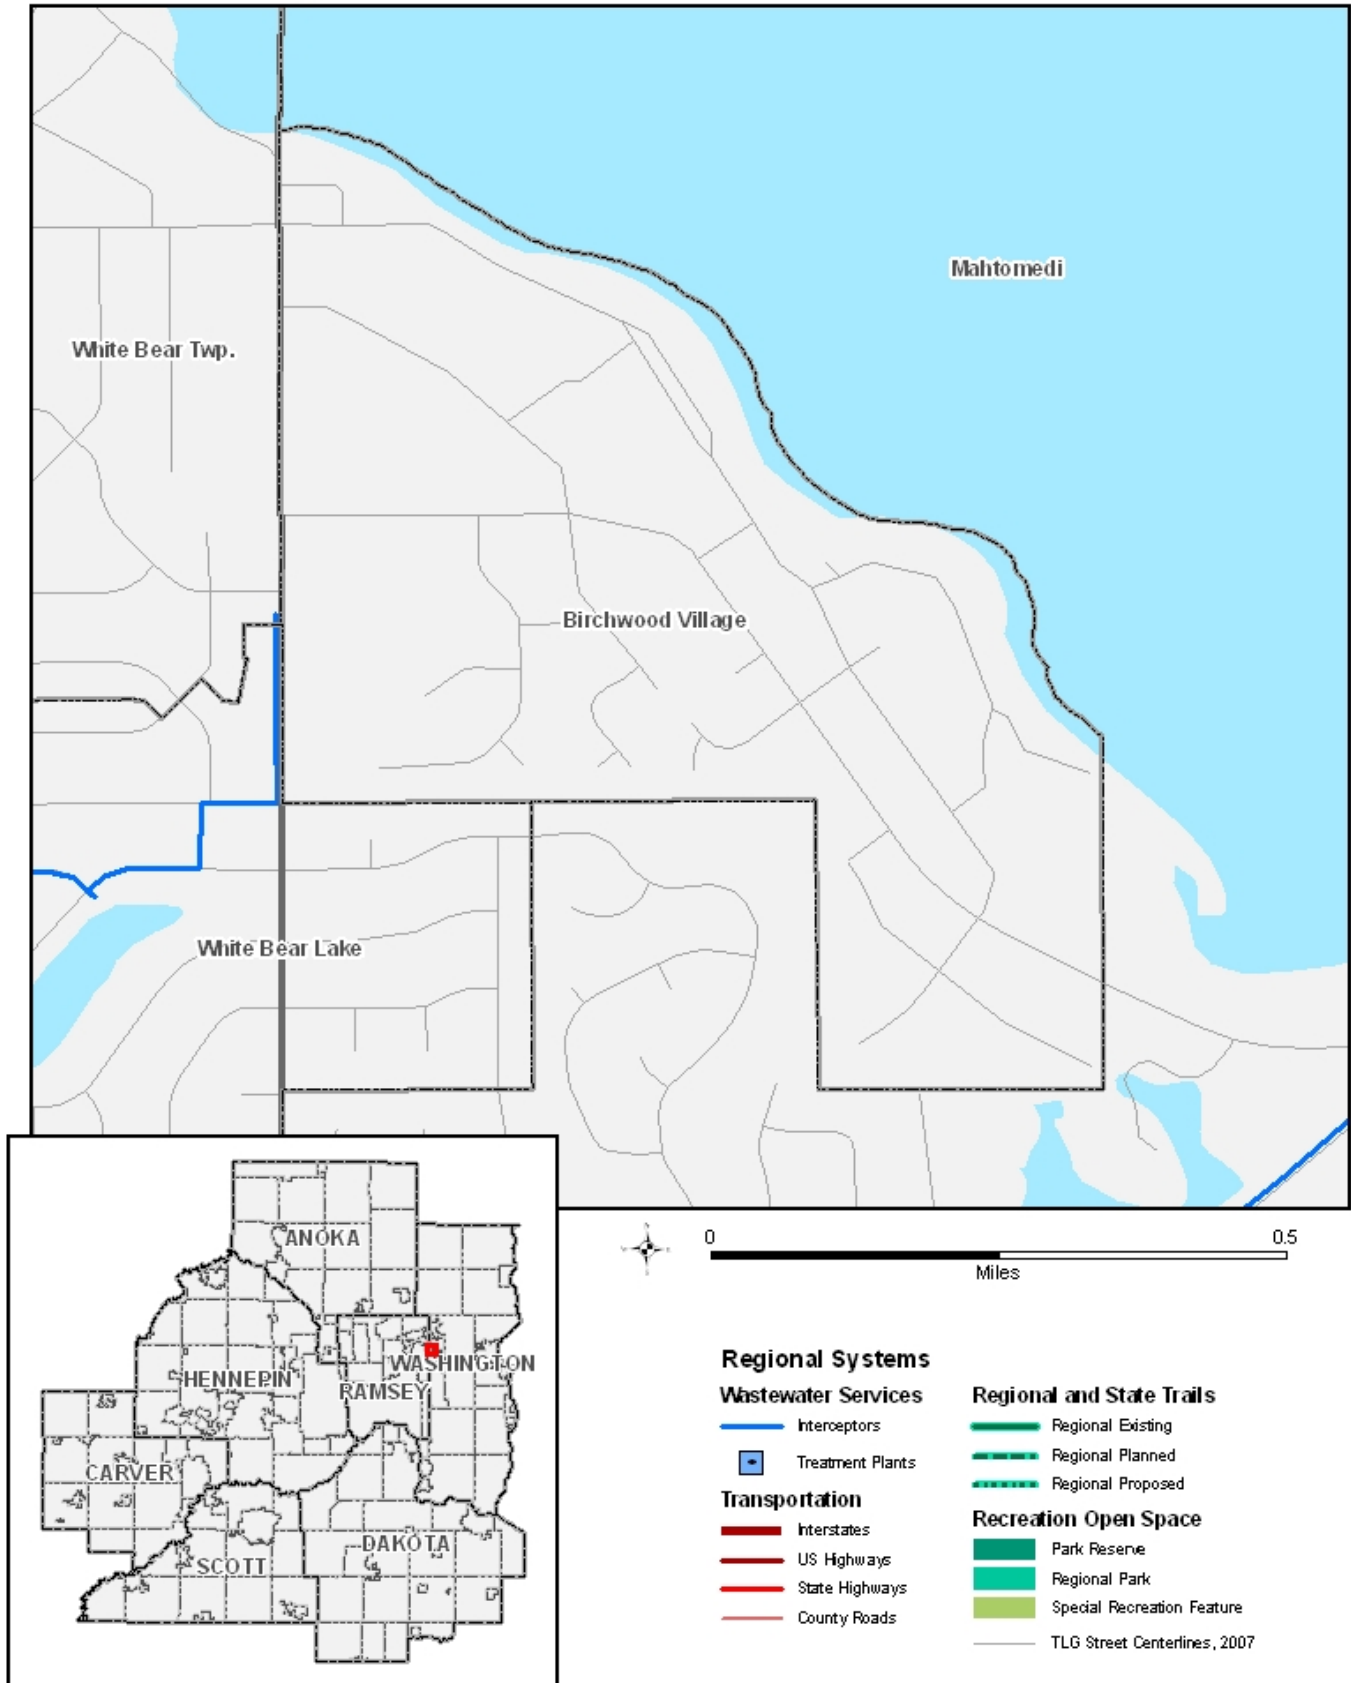 Mahtomedi
White Bear Twp.
Birchwood Village
White Bear Lake
ANOKA
WASHINGTON
HENNEPIN
RAMSEY
CARVER
SCOTT
DAKOTA
0 0.5
Miles
Regional Systems
Wastewater Services
Interceptors
Treatment Plants
Transportation
Interstates
US Highways
State Highways
County Roads
Regional and State Trails
Regional Existing
Regional Planned
Regional Proposed
Recreation Open Space
Park Reserve
Regional Park
Special Recreation Feature
TLG Street Centerlines, 2007